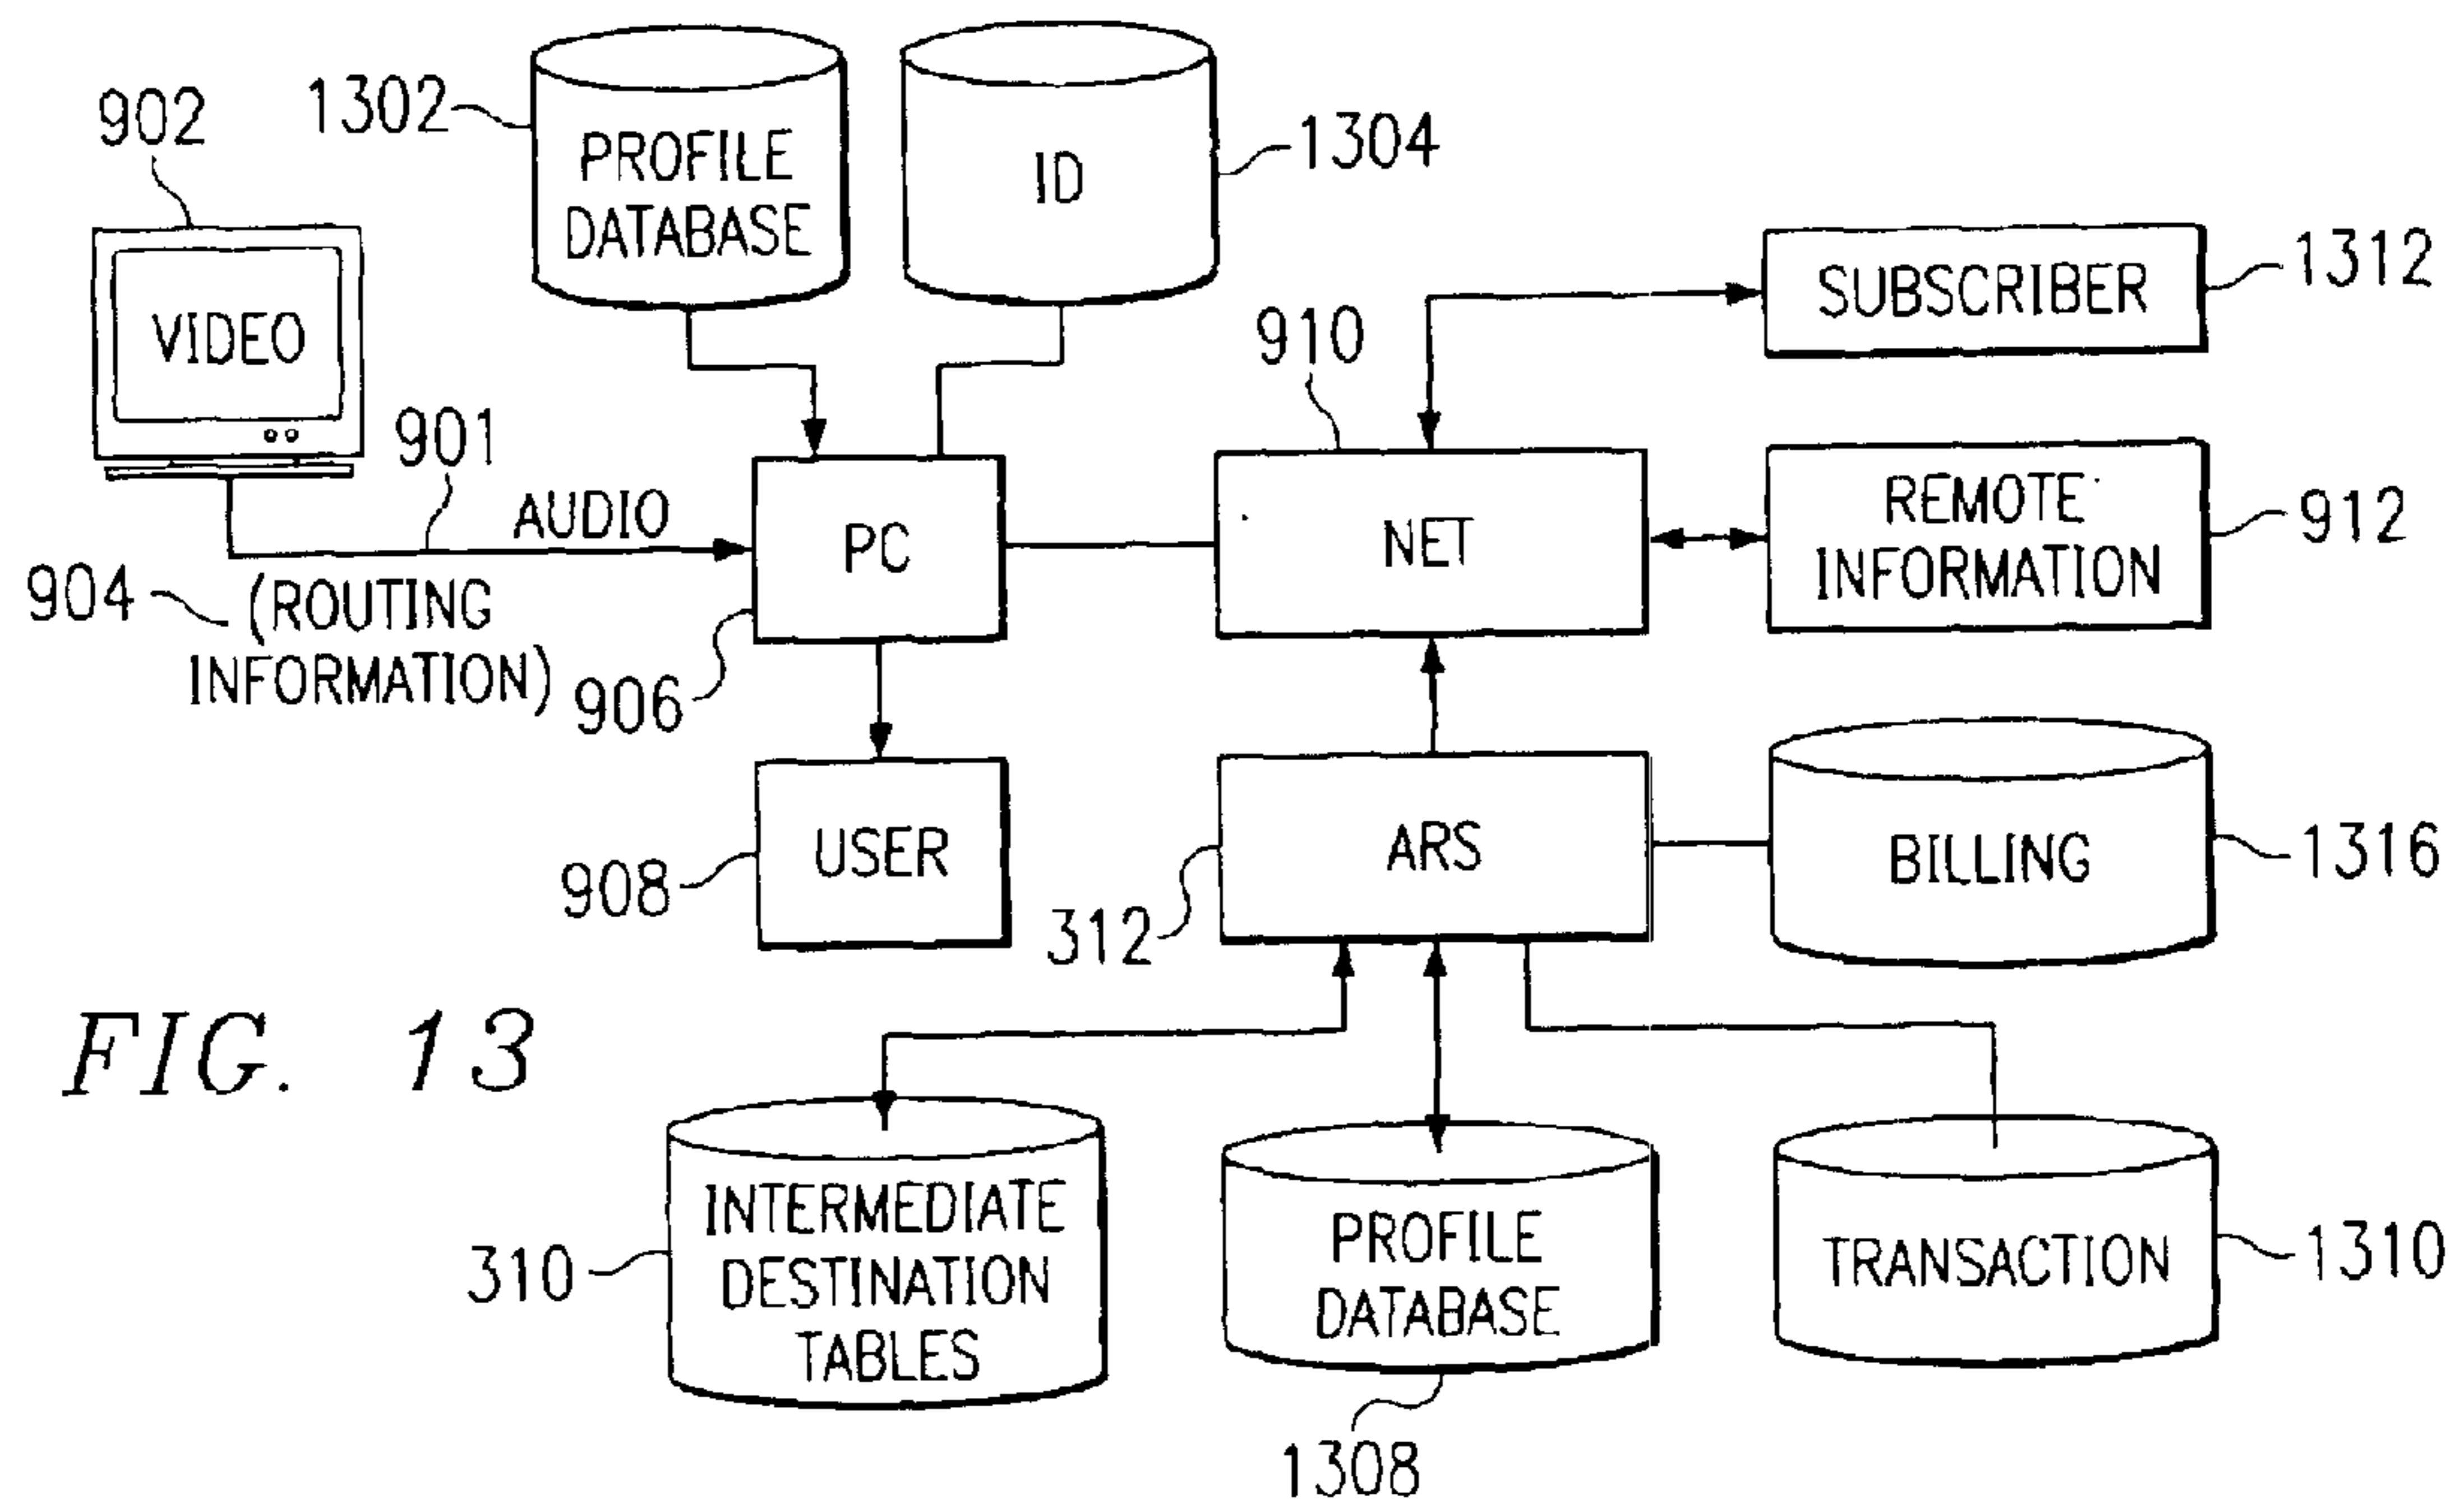 902
1302
PROFILE
DATABASE
ID
1304
VIDEO
SUBSCRIBER
1312
910
901
AUDIO
904
(ROUTING
INFORMATION)
PC
906
NET
REMOTE
INFORMATION
912
USER
908
ARS
312
BILLING
1316
FIG. 13
INTERMEDIATE
DESTINATION
TABLES
310
PROFILE
DATABASE
1308
TRANSACTION
1310